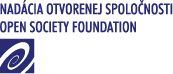 NADÁCIA OTVORENEJ SPOLOČNOSTI
OPEN SOCIETY FOUNDATION